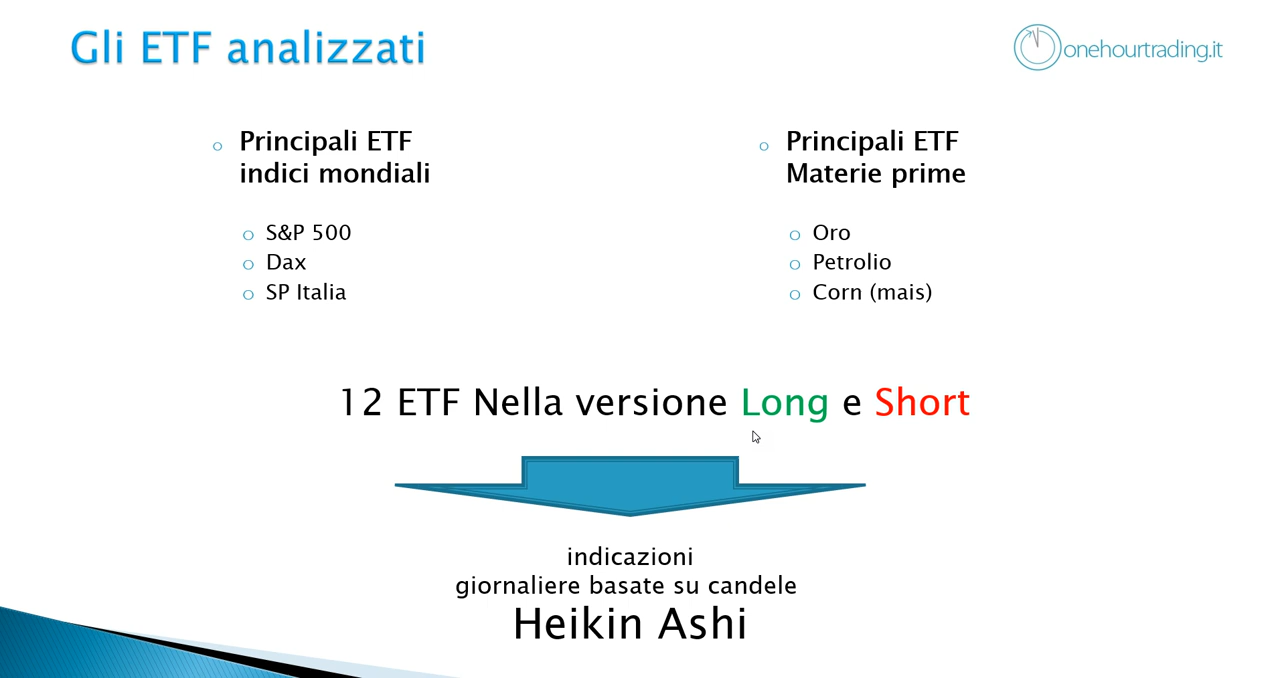 Gli ETF analizzati
onehourtrading.it
Principali ETF
indici mondiali
S&P 500
Dax
SP Italia
Principali ETF
Materie prime
Oro
Petrolio
Corn (mais)
12 ETF Nella versione Long e Short
indicazioni
giornaliere basate su candele
Heikin Ashi